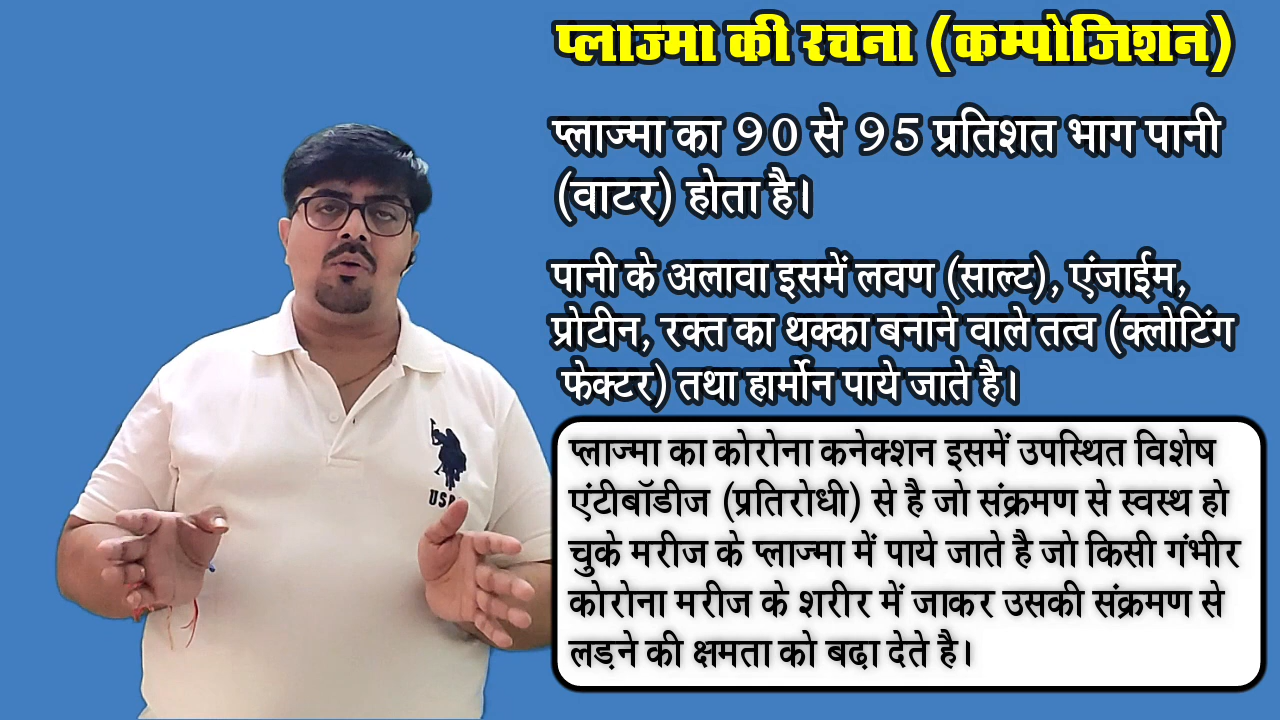 प्लाज्मा की रचना (कम्पोजिशन)
प्लाज्मा का 90 से 95 प्रतिशत भाग पानी
(वाटर) होता है।
पानी के अलावा इसमें लवण (साल्ट), एंजाईम,
प्रोटीन, रक्त का थक्का बनाने वाले तत्व (क्लोटिंग
फेक्टर) तथा हार्मोन पाये जाते है।
प्लाज्मा का कोरोना कनेक्शन इसमें उपस्थित विशेष
एंटीबॉडीज (प्रतिरोधी) से है जो संक्रमण से स्वस्थ हो
चुके मरीज के प्लाज्मा में पाये जाते है जो किसी गंभीर
कोरोना मरीज के शरीर में जाकर उसकी संक्रमण से
लड़ने की क्षमता को बढ़ा देते है।